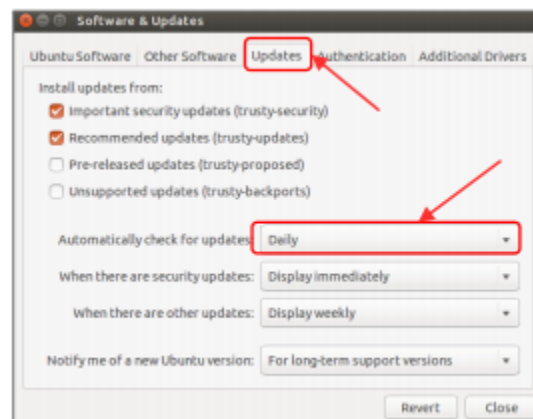 Software & Updates
Ubuntu Software Other Software Updates Authentication Additional Drivers
Install updates from:
Important security updates (trusty-security)
Recommended updates (trusty-updates)
Pre-released updates (trusty-proposed)
Unsupported updates (trusty-backports)
Automatically check for updates: Daily
When there are security updates: Display immediately
When there are other updates: Display weekly
Notify me of a new Ubuntu version: For long-term support versions
Revert Close